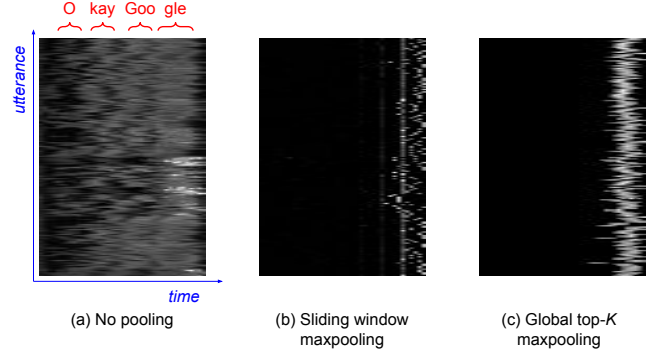 O kay Goo gle
utterance
time
(a) No pooling
(b) Sliding window
maxpooling
(c) Global top-K
maxpooling